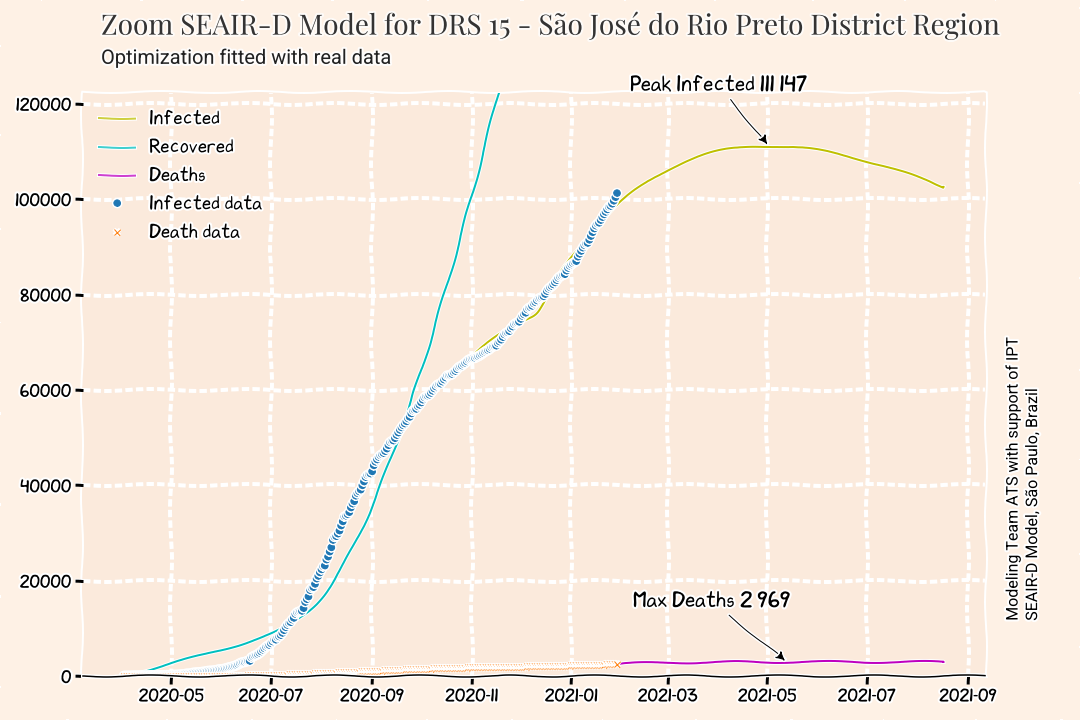 Zoom SEAIR-D Model for DRS 15 - São José do Rio Preto District Region
Optimization fitted with real data
Peak Infected 111 147
120000
100000
80000
60000
40000
20000
0
Infected
Recovered
Deaths
Infected data
Death data
Max Deaths 2 969
2020-05
2020-07
2020-09
2020-11
2021-01
2021-03
2021-05
2021-07
2021-09
Modeling Team ATS with support of IPT
SEAIR-D Model, São Paulo, Brazil